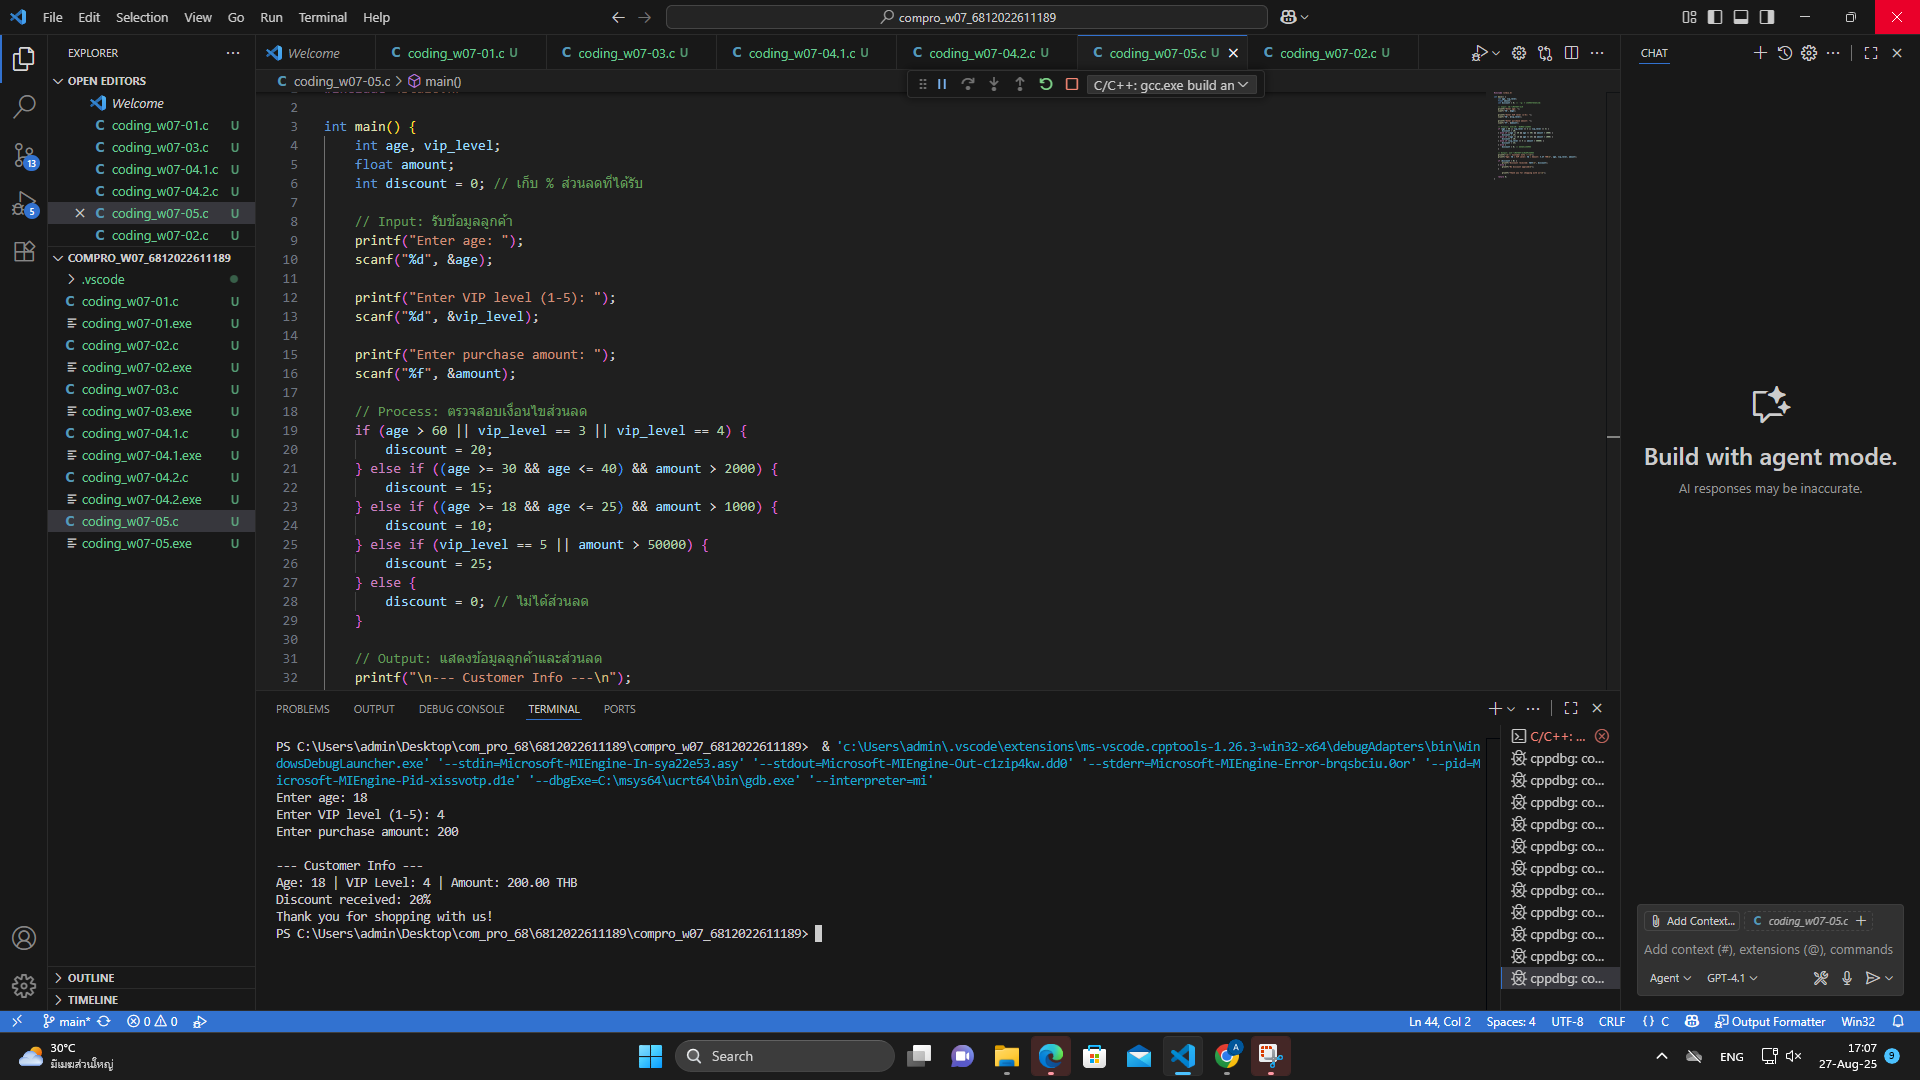 File Edit Selection View Go Run Terminal Help
compro_w07_6812022611189
EXPLORER
OPEN EDITORS
Welcome
coding_w07-01.c U
coding_w07-03.c U
coding_w07-04.1.c U
coding_w07-04.2.c U
coding_w07-05.c U
coding_w07-02.c U
COMPRO_W07_6812022611189
.vscode
coding_w07-01.c U
coding_w07-01.exe U
coding_w07-02.c U
coding_w07-02.exe U
coding_w07-03.c U
coding_w07-03.exe U
coding_w07-04.1.c U
coding_w07-04.1.exe U
coding_w07-04.2.c U
coding_w07-04.2.exe U
coding_w07-05.c U
coding_w07-05.exe U
OUTLINE
TIMELINE
13
5
Welcome
coding_w07-01.c U
coding_w07-03.c U
coding_w07-04.1.c U
coding_w07-04.2.c U
coding_w07-05.c U
coding_w07-02.c U
coding_w07-05.c > main()
C/C++: gcc.exe build an
2
3 int main() {
4 int age, vip_level;
5 float amount;
6 int discount = 0; // เก็บ % ส่วนลดที่ได้รับ
7
8 // Input: รับข้อมูลลูกค้า
9 printf("Enter age: ");
10 scanf("%d", &age);
11
12 printf("Enter VIP level (1-5): ");
13 scanf("%d", &vip_level);
14
15 printf("Enter purchase amount: ");
16 scanf("%f", &amount);
17
18 // Process: ตรวจสอบเงื่อนไขส่วนลด
19 if (age > 60 || vip_level == 3 || vip_level == 4) {
20 discount = 20;
21 } else if ((age >= 30 && age <= 40) && amount > 2000) {
22 discount = 15;
23 } else if ((age >= 18 && age <= 25) && amount > 1000) {
24 discount = 10;
25 } else if (vip_level == 5 || amount > 50000) {
26 discount = 25;
27 } else {
28 discount = 0; // ไม่ได้ส่วนลด
29 }
30
31 // Output: แสดงข้อมูลลูกค้าและส่วนลด
32 printf("\n--- Customer Info ---\n");
PROBLEMS OUTPUT DEBUG CONSOLE TERMINAL PORTS
PS C:\Users\admin\Desktop\com_pro_68\6812022611189\compro_w07_6812022611189> & 'c:\Users\admin\.vscode\extensions\ms-vscode.cpptools-1.26.3-win32-x64\debugAdapters\bin\Win
dowsDebugLauncher.exe' '--stdin=Microsoft-MIEngine-In-sya22e53.asy' '--stdout=Microsoft-MIEngine-Out-c1zip4kw.dd0' '--stderr=Microsoft-MIEngine-Error-brqsbciu.0or' '--pid=M
icrosoft-MIEngine-Pid-xissvotp.d1e' '--dbgExe=C:\msys64\ucrt64\bin\gdb.exe' '--interpreter=mi'
Enter age: 18
Enter VIP level (1-5): 4
Enter purchase amount: 200
--- Customer Info ---
Age: 18 | VIP Level: 4 | Amount: 200.00 THB
Discount received: 20%
Thank you for shopping with us!
PS C:\Users\admin\Desktop\com_pro_68\6812022611189\compro_w07_6812022611189>
C/C++: ...
cppdbg: co...
cppdbg: co...
cppdbg: co...
cppdbg: co...
cppdbg: co...
cppdbg: co...
cppdbg: co...
cppdbg: co...
cppdbg: co...
cppdbg: co...
cppdbg: co...
CHAT
Build with agent mode.
AI responses may be inaccurate.
Add Context... coding_w07-05.c
Add context (#), extensions (@), commands
Agent GPT-4.1
main* 0 0
Ln 44, Col 2 Spaces: 4 UTF-8 CRLF {} C Output Formatter Win32
30°C
มีเมฆส่วนใหญ่
Search
A
ENG
17:07
27-Aug-25
9